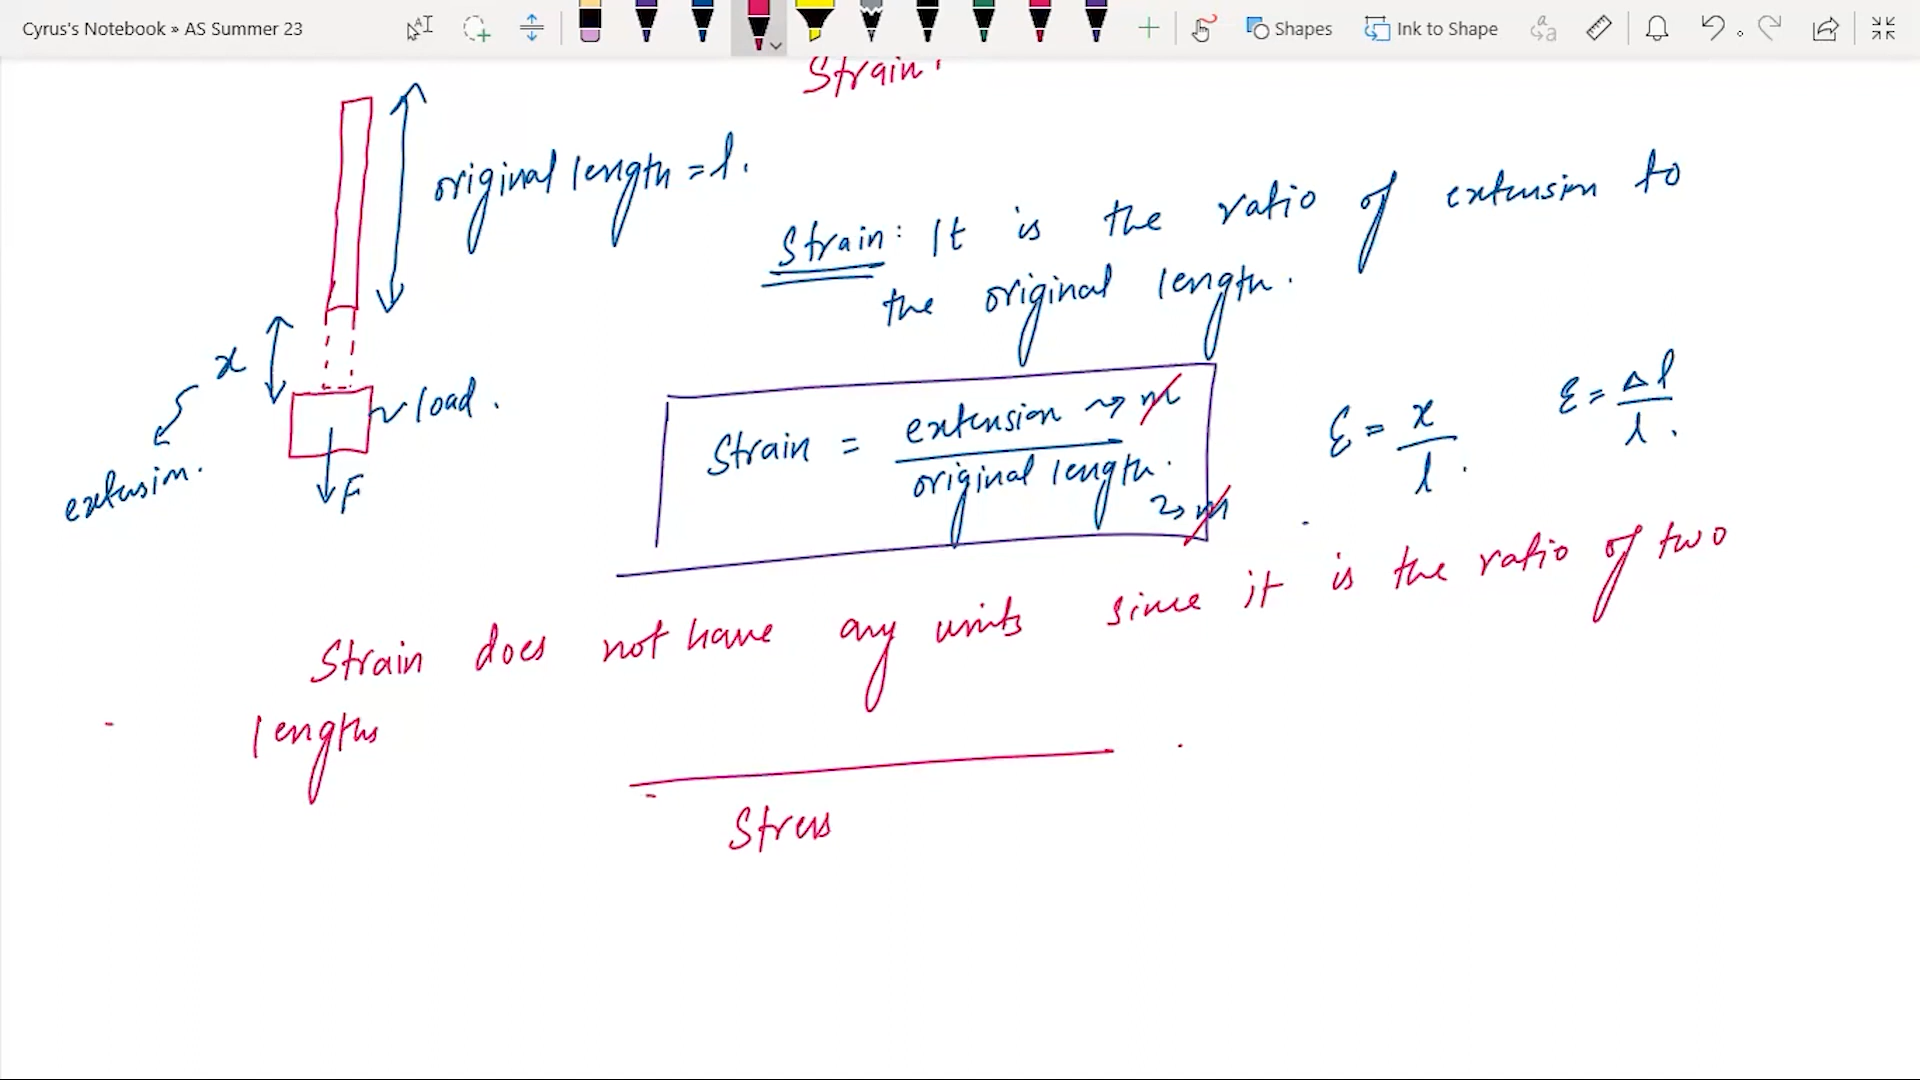 Cyrus's Notebook » AS Summer 23
Shapes
Ink to Shape
Strain.
original length = l.
Strain: It is the ratio of extension to
the original length.
x
extension.
load.
F
Strain = extension → m
original length. → m
ε = x / l.
ε = Δl / l.
Strain does not have any units since it is the ratio of two
lengths
Stress